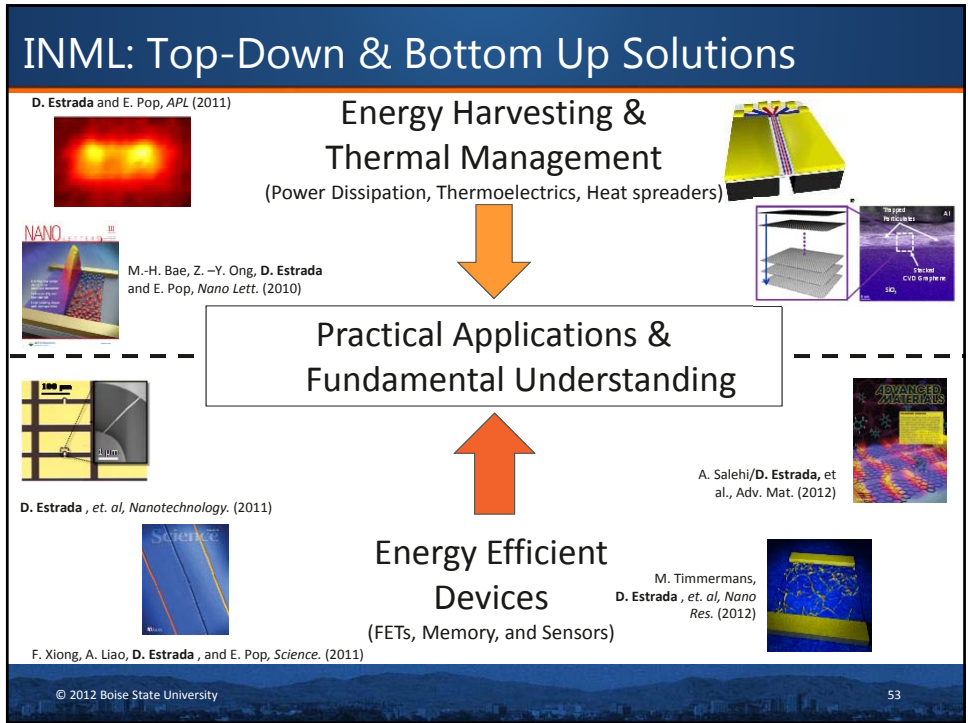 INML: Top-Down & Bottom Up Solutions
D. Estrada and E. Pop, APL (2011)
Energy Harvesting &
Thermal Management
(Power Dissipation, Thermoelectrics, Heat spreaders)
NANO
LETTERS
M.-H. Bae, Z. –Y. Ong, D. Estrada
and E. Pop, Nano Lett. (2010)
Trapped
Particulates
Al
Stacked
CVD Graphene
SiO2
Practical Applications &
Fundamental Understanding
100 μm
1 μm
D. Estrada , et. al, Nanotechnology. (2011)
ADVANCED
MATERIALS
A. Salehi/D. Estrada, et
al., Adv. Mat. (2012)
Science
Energy Efficient
Devices
(FETs, Memory, and Sensors)
M. Timmermans,
D. Estrada , et. al, Nano
Res. (2012)
F. Xiong, A. Liao, D. Estrada , and E. Pop, Science. (2011)
© 2012 Boise State University
53